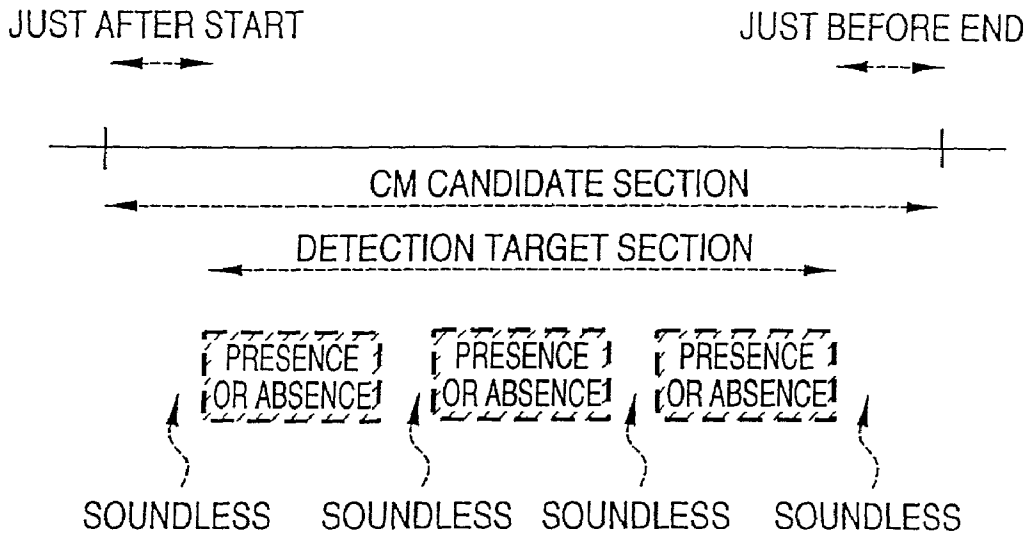 JUST AFTER START
JUST BEFORE END
CM CANDIDATE SECTION
DETECTION TARGET SECTION
PRESENCE
OR ABSENCE
PRESENCE
OR ABSENCE
PRESENCE
OR ABSENCE
SOUNDLESS
SOUNDLESS
SOUNDLESS
SOUNDLESS